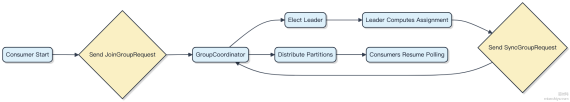 Consumer Start
Send JoinGroupRequest
GroupCoordinator
Elect Leader
Leader Computes Assignment
Distribute Partitions
Consumers Resume Polling
Send SyncGroupRequest